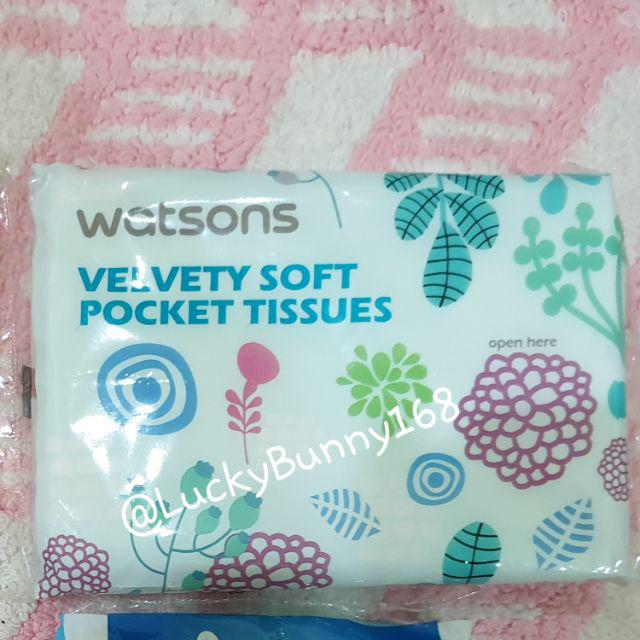 watsons
VELVETY SOFT
POCKET TISSUES
open here
@LuckyBunny168